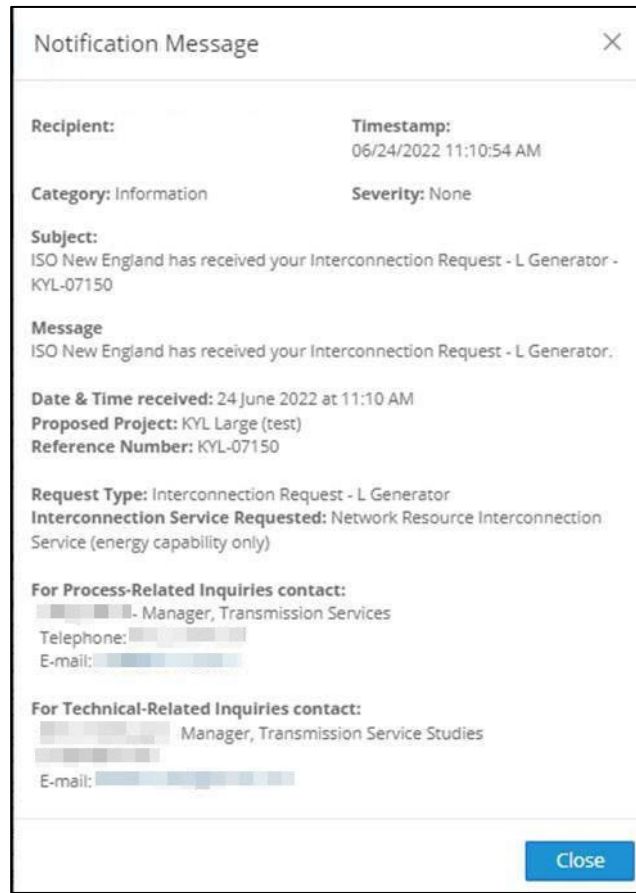 Notification Message
Recipient:
Timestamp:
06/24/2022 11:10:54 AM
Category: Information
Severity: None
Subject:
ISO New England has received your Interconnection Request - L Generator -
KYL-07150
Message
ISO New England has received your Interconnection Request - L Generator.
Date & Time received: 24 June 2022 at 11:10 AM
Proposed Project: KYL Large (test)
Reference Number: KYL-07150
Request Type: Interconnection Request - L Generator
Interconnection Service Requested: Network Resource Interconnection
Service (energy capability only)
For Process-Related Inquiries contact:
- Manager, Transmission Services
Telephone:
E-mail:
For Technical-Related Inquiries contact:
Manager, Transmission Service Studies
E-mail:
Close